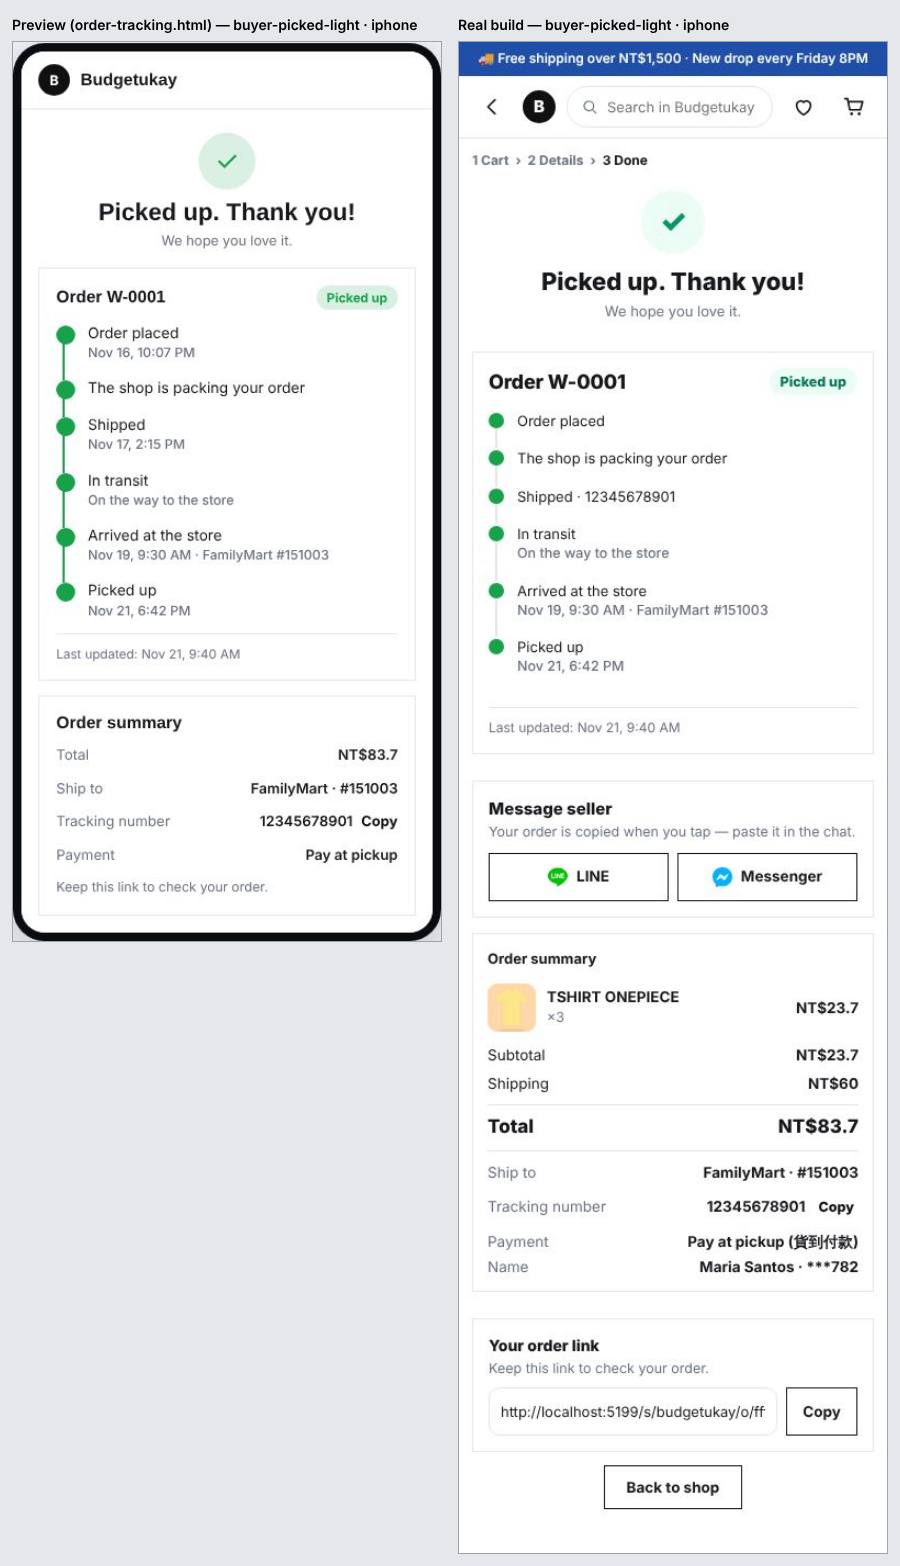 Preview (order-tracking.html) — buyer-picked-light · iphone
B Budgetukay
Picked up. Thank you!
We hope you love it.
Order W-0001 Picked up
Order placed
Nov 16, 10:07 PM
The shop is packing your order
Shipped
Nov 17, 2:15 PM
In transit
On the way to the store
Arrived at the store
Nov 19, 9:30 AM · FamilyMart #151003
Picked up
Nov 21, 6:42 PM
Last updated: Nov 21, 9:40 AM
Order summary
Total NT$83.7
Ship to FamilyMart · #151003
Tracking number 12345678901 Copy
Payment Pay at pickup
Keep this link to check your order.
Real build — buyer-picked-light · iphone
🚚 Free shipping over NT$1,500 · New drop every Friday 8PM
B Search in Budgetukay
1 Cart › 2 Details › 3 Done
Picked up. Thank you!
We hope you love it.
Order W-0001 Picked up
Order placed
The shop is packing your order
Shipped · 12345678901
In transit
On the way to the store
Arrived at the store
Nov 19, 9:30 AM · FamilyMart #151003
Picked up
Nov 21, 6:42 PM
Last updated: Nov 21, 9:40 AM
Message seller
Your order is copied when you tap — paste it in the chat.
LINE LINE Messenger
Order summary
TSHIRT ONEPIECE NT$23.7
×3
Subtotal NT$23.7
Shipping NT$60
Total NT$83.7
Ship to FamilyMart · #151003
Tracking number 12345678901 Copy
Payment Pay at pickup (貨到付款)
Name Maria Santos · ***782
Your order link
Keep this link to check your order.
http://localhost:5199/s/budgetukay/o/ff Copy
Back to shop